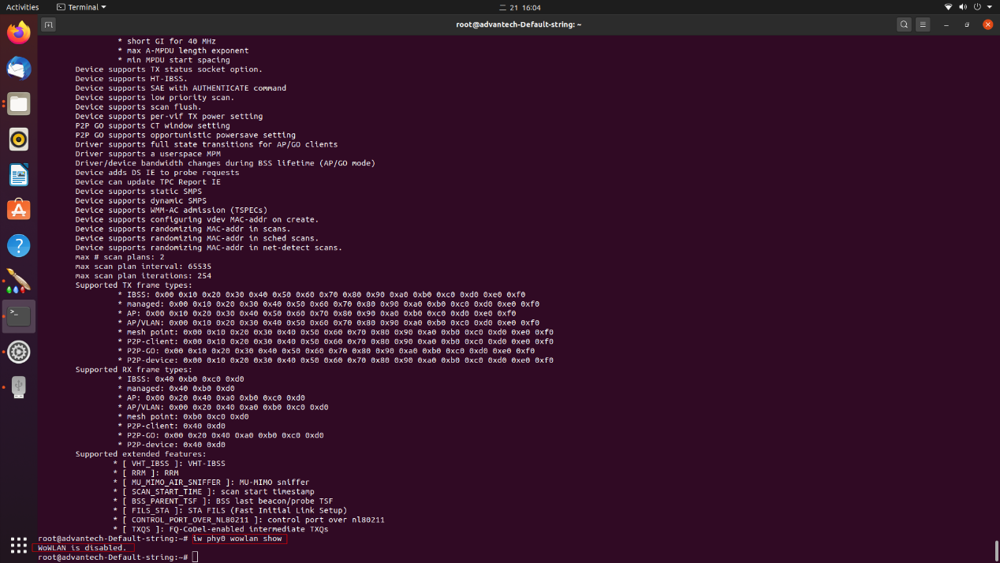 Activities
Terminal
二 21 16:04
root@advantech-Default-string: ~
* short GI for 40 MHz
* max A-MPDU length exponent
* min MPDU start spacing
Device supports TX status socket option.
Device supports HT-IBSS.
Device supports SAE with AUTHENTICATE command
Device supports low priority scan.
Device supports scan flush.
Device supports per-vif TX power setting
P2P GO supports CT window setting
P2P GO supports opportunistic powersave setting
Driver supports full state transitions for AP/GO clients
Driver supports a userspace MPM
Driver/device bandwidth changes during BSS lifetime (AP/GO mode)
Device adds DS IE to probe requests
Device can update TPC Report IE
Device supports static SMPS
Device supports dynamic SMPS
Device supports WMM-AC admission (TSPECs)
Device supports configuring vdev MAC-addr on create.
Device supports randomizing MAC-addr in scans.
Device supports randomizing MAC-addr in sched scans.
Device supports randomizing MAC-addr in net-detect scans.
max # scan plans: 2
max scan plan interval: 65535
max scan plan iterations: 254
Supported TX frame types:
* IBSS: 0x00 0x10 0x20 0x30 0x40 0x50 0x60 0x70 0x80 0x90 0xa0 0xb0 0xc0 0xd0 0xe0 0xf0
* managed: 0x00 0x10 0x20 0x30 0x40 0x50 0x60 0x70 0x80 0x90 0xa0 0xb0 0xc0 0xd0 0xe0 0xf0
* AP: 0x00 0x10 0x20 0x30 0x40 0x50 0x60 0x70 0x80 0x90 0xa0 0xb0 0xc0 0xd0 0xe0 0xf0
* AP/VLAN: 0x00 0x10 0x20 0x30 0x40 0x50 0x60 0x70 0x80 0x90 0xa0 0xb0 0xc0 0xd0 0xe0 0xf0
* mesh point: 0x00 0x10 0x20 0x30 0x40 0x50 0x60 0x70 0x80 0x90 0xa0 0xb0 0xc0 0xd0 0xe0 0xf0
* P2P-client: 0x00 0x10 0x20 0x30 0x40 0x50 0x60 0x70 0x80 0x90 0xa0 0xb0 0xc0 0xd0 0xe0 0xf0
* P2P-GO: 0x00 0x10 0x20 0x30 0x40 0x50 0x60 0x70 0x80 0x90 0xa0 0xb0 0xc0 0xd0 0xe0 0xf0
* P2P-device: 0x00 0x10 0x20 0x30 0x40 0x50 0x60 0x70 0x80 0x90 0xa0 0xb0 0xc0 0xd0 0xe0 0xf0
Supported RX frame types:
* IBSS: 0x40 0xb0 0xc0 0xd0
* managed: 0x40 0xb0 0xd0
* AP: 0x00 0x20 0x40 0xa0 0xb0 0xc0 0xd0
* AP/VLAN: 0x00 0x20 0x40 0xa0 0xb0 0xc0 0xd0
* mesh point: 0xb0 0xc0 0xd0
* P2P-client: 0x40 0xd0
* P2P-GO: 0x00 0x20 0x40 0xa0 0xb0 0xc0 0xd0
* P2P-device: 0x40 0xd0
Supported extended features:
* [ VHT_IBSS ]: VHT-IBSS
* [ RRM ]: RRM
* [ MU_MIMO_AIR_SNIFFER ]: MU-MIMO sniffer
* [ SCAN_START_TIME ]: scan start timestamp
* [ BSS_PARENT_TSF ]: BSS last beacon/probe TSF
* [ FILS_STA ]: STA FILS (Fast Initial Link Setup)
* [ CONTROL_PORT_OVER_NL80211 ]: control port over nl80211
* [ TXQS ]: FQ-CoDel-enabled intermediate TXQs
root@advantech-Default-string:~# iw phy0 wowlan show
WoWLAN is disabled.
root@advantech-Default-string:~#